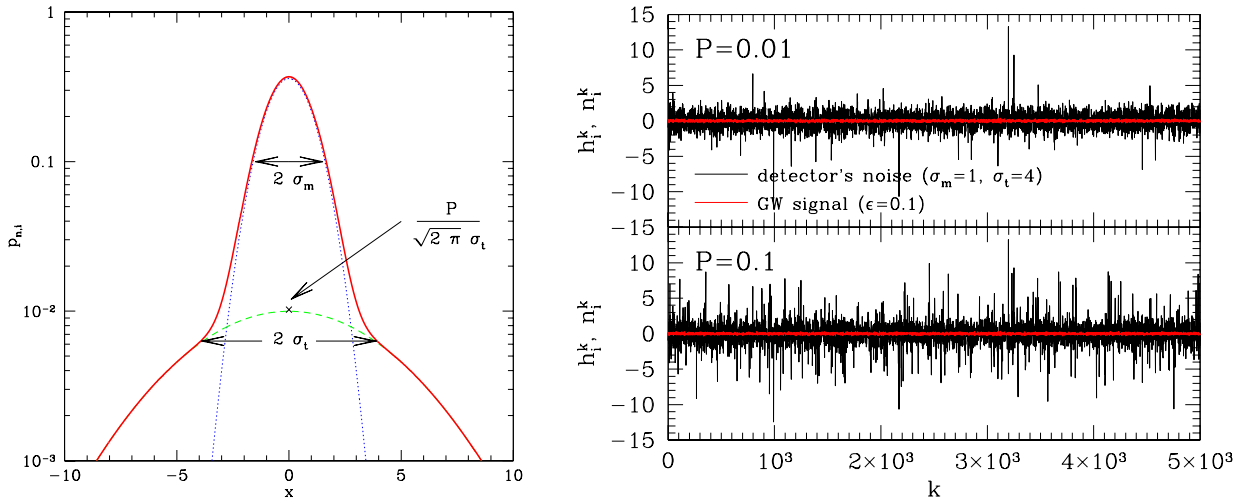 1
0.1
10⁻²
10⁻³
p_{n,i}
2 σ_m
P
√2 π σ_t
×
2 σ_t
−10
−5
0
5
10
x
15
10
5
0
−5
−10
−15
h_i^k, n_i^k
P=0.01
detector's noise (σ_m=1, σ_t=4)
GW signal (ϵ=0.1)
10
5
0
−5
−10
−15
h_i^k, n_i^k
P=0.1
0
10³
2×10³
3×10³
4×10³
5×10³
k